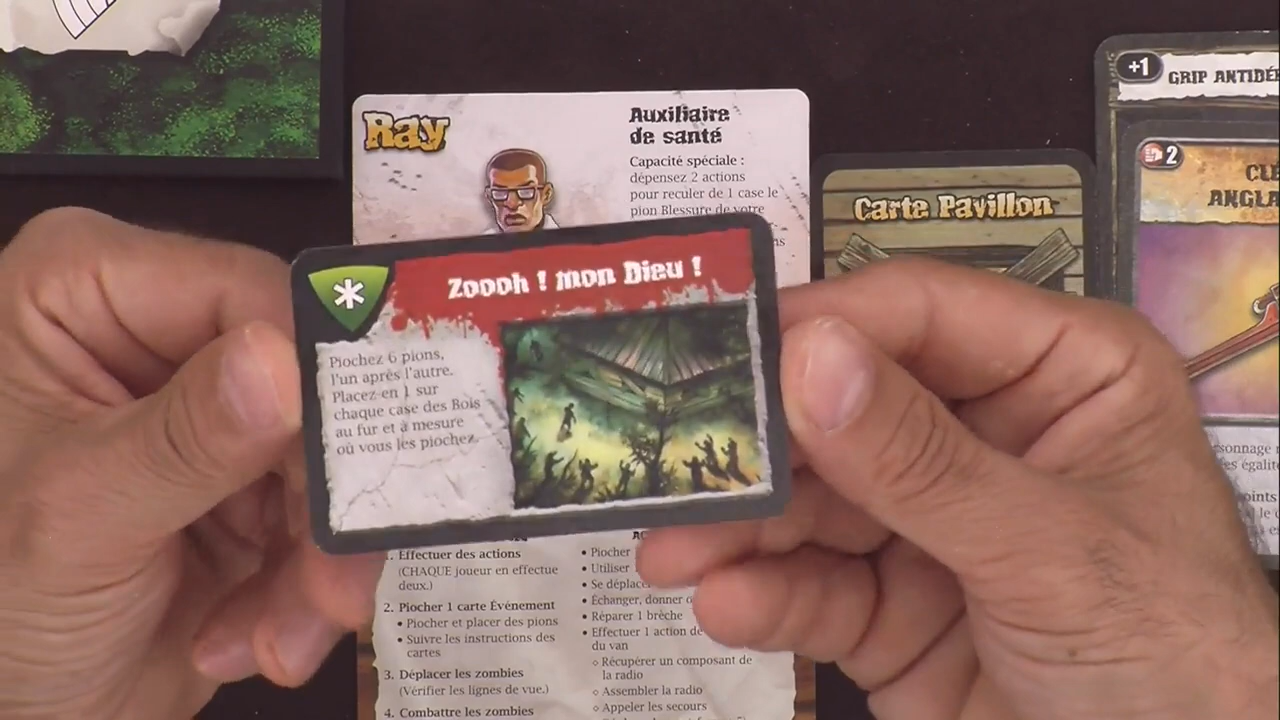 Ray
Auxiliaire
de santé
Capacité spéciale :
dépensez 2 actions
pour reculer de 1 case le
pion Blessure de votre
Zoooh ! mon Dieu !
*
Piochez 6 pions,
l'un après l'autre.
Placez-en 1 sur
chaque case des Bois
au fur et à mesure
où vous les piochez.
1. Effectuer des actions
(CHAQUE joueur en effectue
deux.)
2. Piocher 1 carte Événement
• Piocher et placer des pions
• Suivre les instructions des
cartes
3. Déplacer les zombies
(Vérifier les lignes de vue.)
4. Combattre les zombies
• Piocher
• Utiliser
• Se déplacer
• Échanger, donner
• Réparer 1 brèche
• Effectuer 1 action de
du van
⋄ Récupérer un composant de
la radio
⋄ Assembler la radio
⋄ Appeler les secours
Carte Pavillon
+1
GRIP ANTIDÉ
2
CLÉ
ANGLA